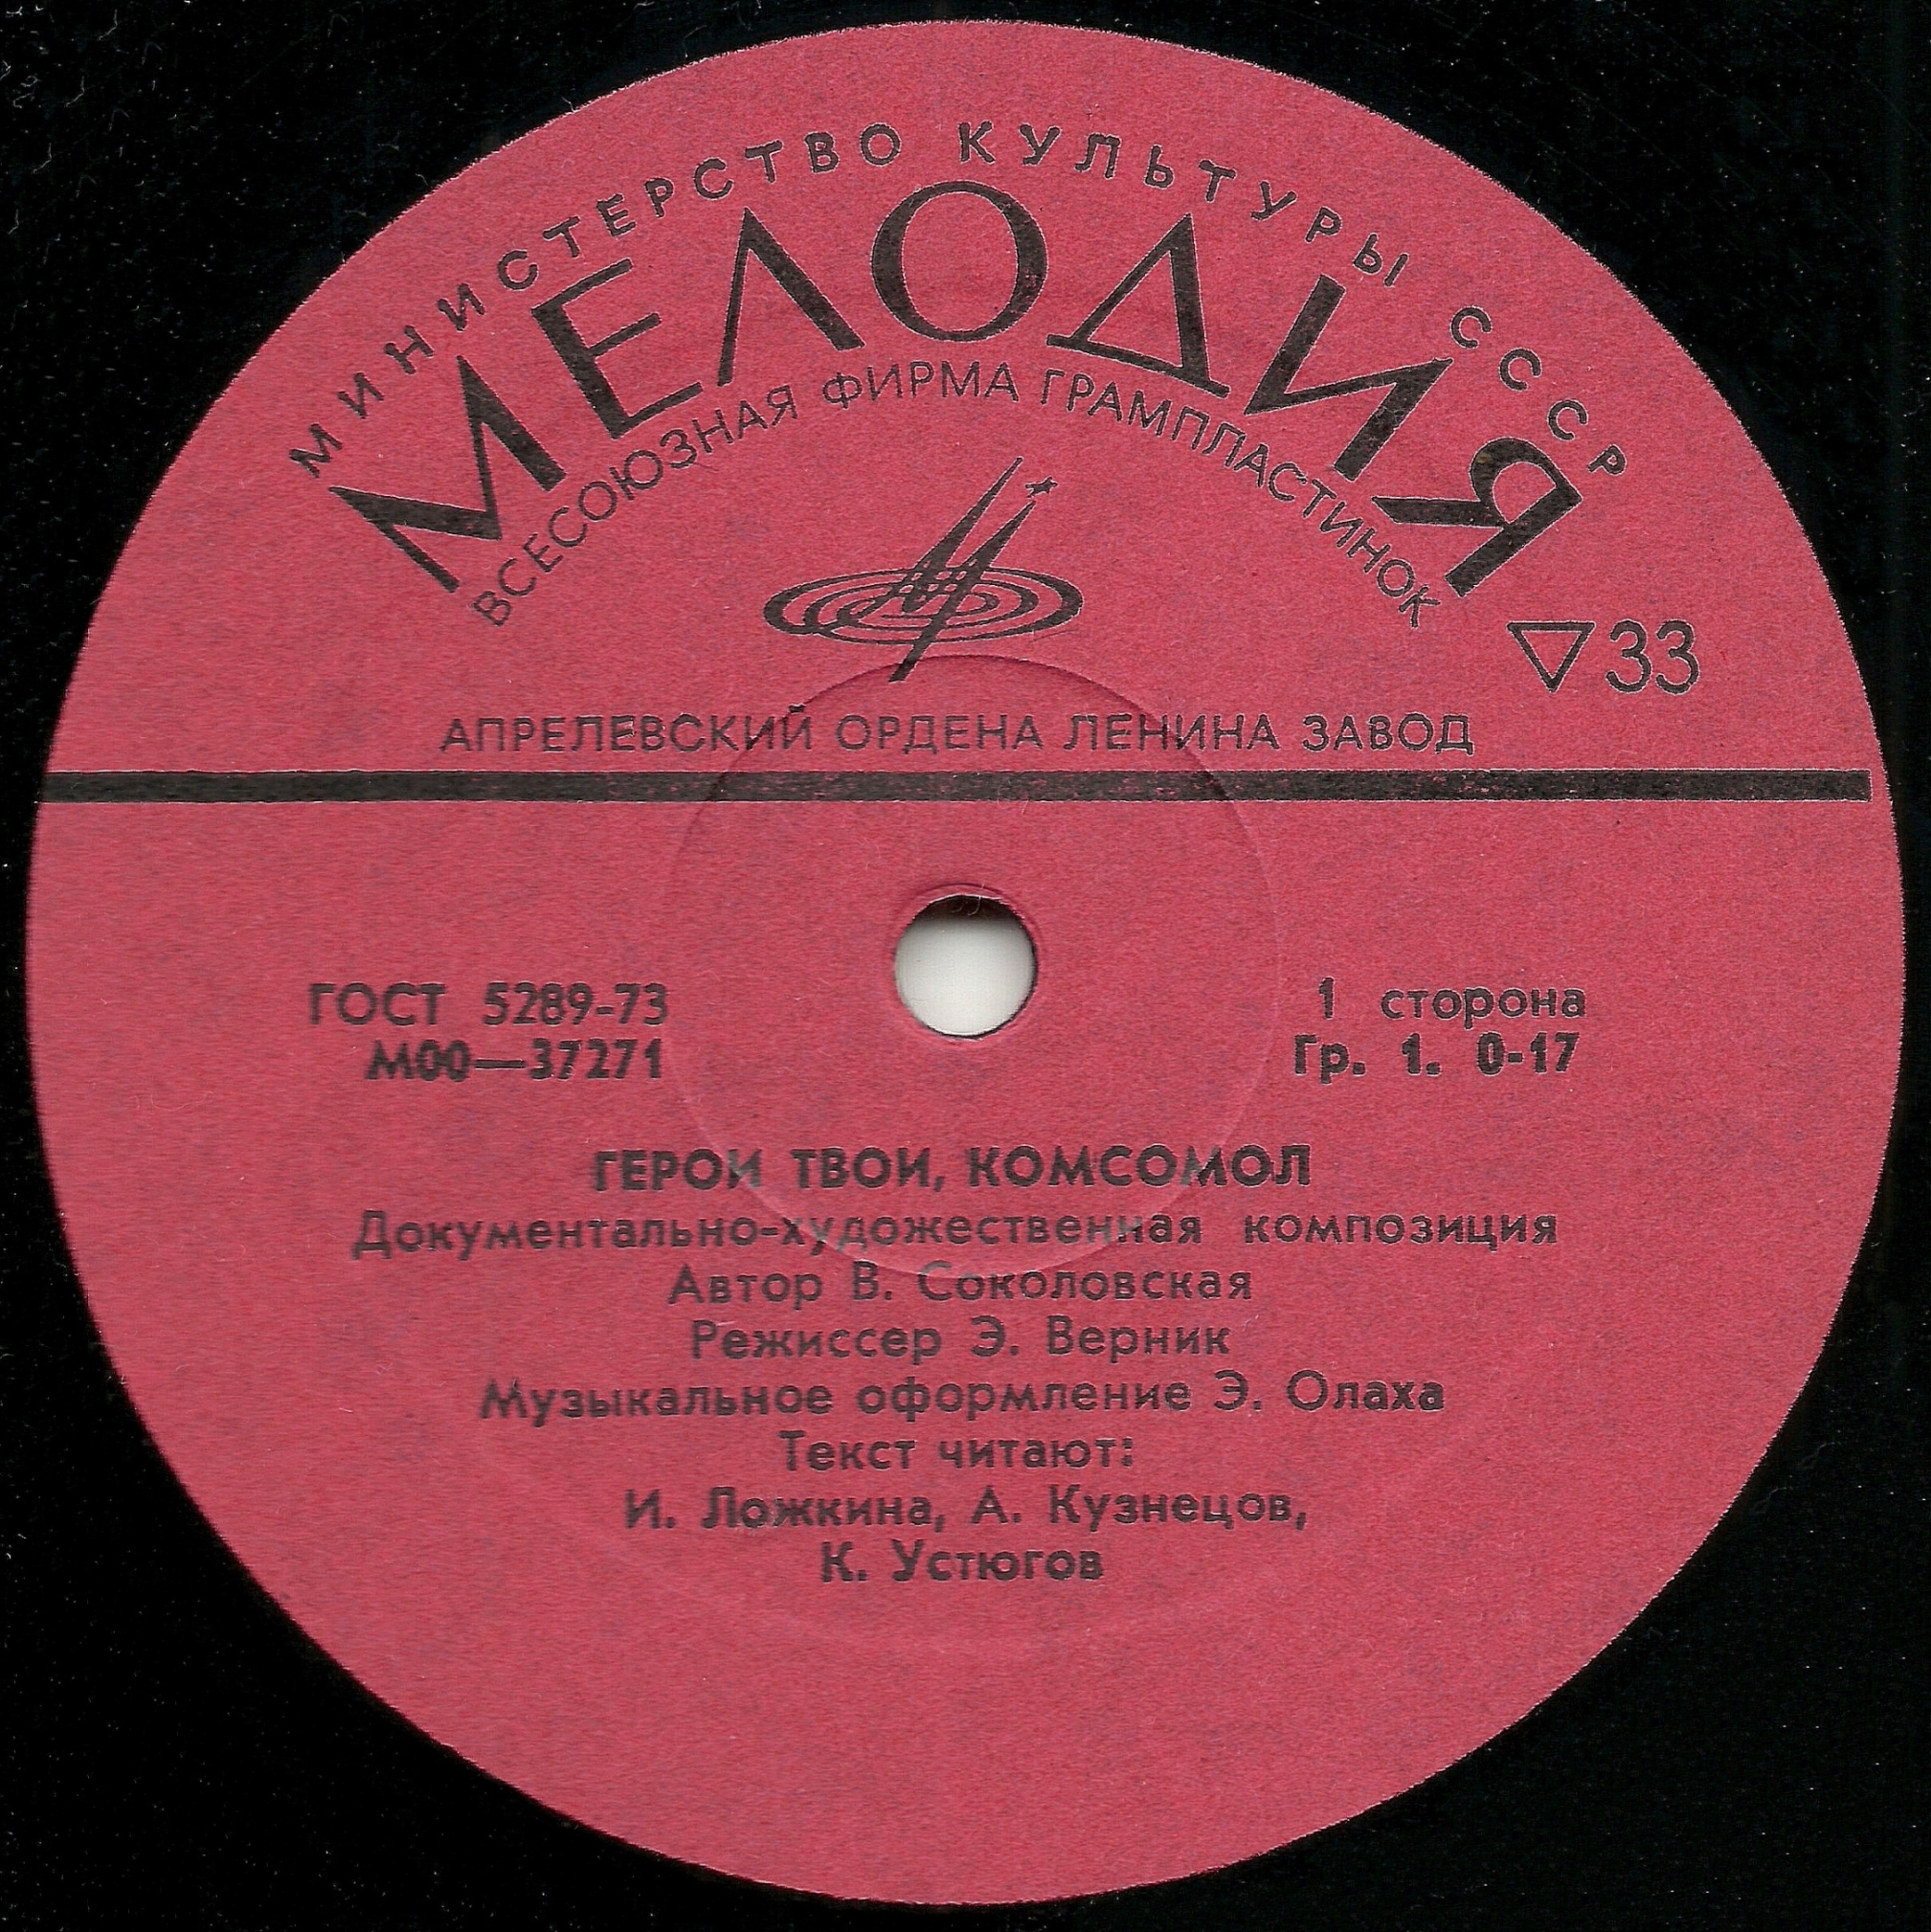 МИНИСТЕРСТВО КУЛЬТУРЫ СССР
МЕЛОДИЯ
ВСЕСОЮЗНАЯ ФИРМА ГРАМПЛАСТИНОК
33
АПРЕЛЕВСКИЙ ОРДЕНА ЛЕНИНА ЗАВОД
ГОСТ 5289-73
М00—37271
1 сторона
Гр. 1. 0-17
ГЕРОИ ТВОИ, КОМСОМОЛ
Документально-художественная композиция
Автор В. Соколовская
Режиссер Э. Верник
Музыкальное оформление Э. Олаха
Текст читают:
И. Ложкина, А. Кузнецов,
К. Устюгов